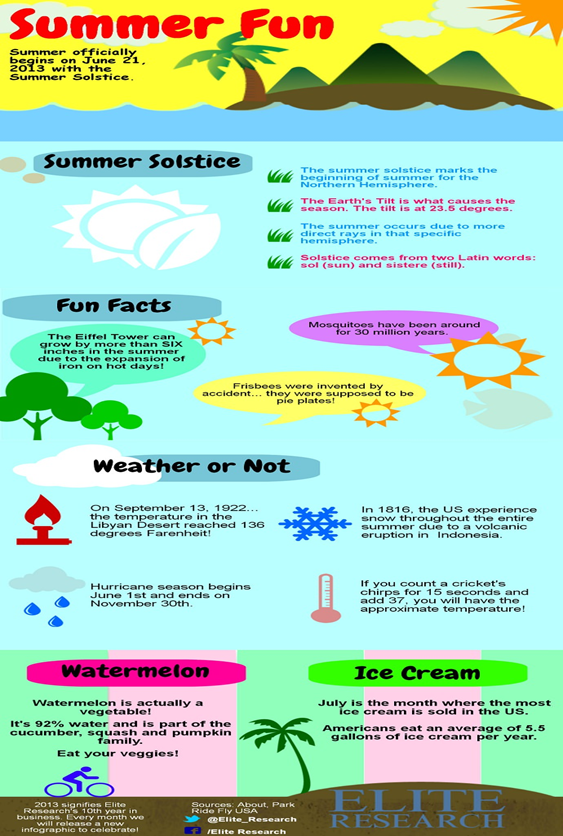 Summer Fun
Summer officially
begins on June 21,
2013 with the
Summer Solstice.
Summer Solstice
The summer solstice marks the
beginning of summer for the
Northern Hemisphere.
The Earth's Tilt is what causes the
season. The tilt is at 23.5 degrees.
The summer occurs due to more
direct rays in that specific
hemisphere.
Solstice comes from two Latin words:
sol (sun) and sistere (still).
Fun Facts
The Eiffel Tower can
grow by more than SIX
inches in the summer
due to the expansion of
iron on hot days!
Mosquitoes have been around
for 30 million years.
Frisbees were invented by
accident... they were supposed to be
pie plates!
Weather or Not
On September 13, 1922...
the temperature in the
Libyan Desert reached 136
degrees Farenheit!
In 1816, the US experience
snow throughout the entire
summer due to a volcanic
eruption in Indonesia.
Hurricane season begins
June 1st and ends on
November 30th.
If you count a cricket's
chirps for 15 seconds and
add 37, you will have the
approximate temperature!
Watermelon
Watermelon is actually a
vegetable!
It's 92% water and is part of the
cucumber, squash and pumpkin
family.
Eat your veggies!
Ice Cream
July is the month where the most
ice cream is sold in the US.
Americans eat an average of 5.5
gallons of ice cream per year.
2013 signifies Elite
Research's 10th year in
business. Every month we
will release a new
infographic to celebrate!
Sources: About, Park
Ride Fly USA
@Elite_Research
/Elite Research
ELITE
RESEARCH